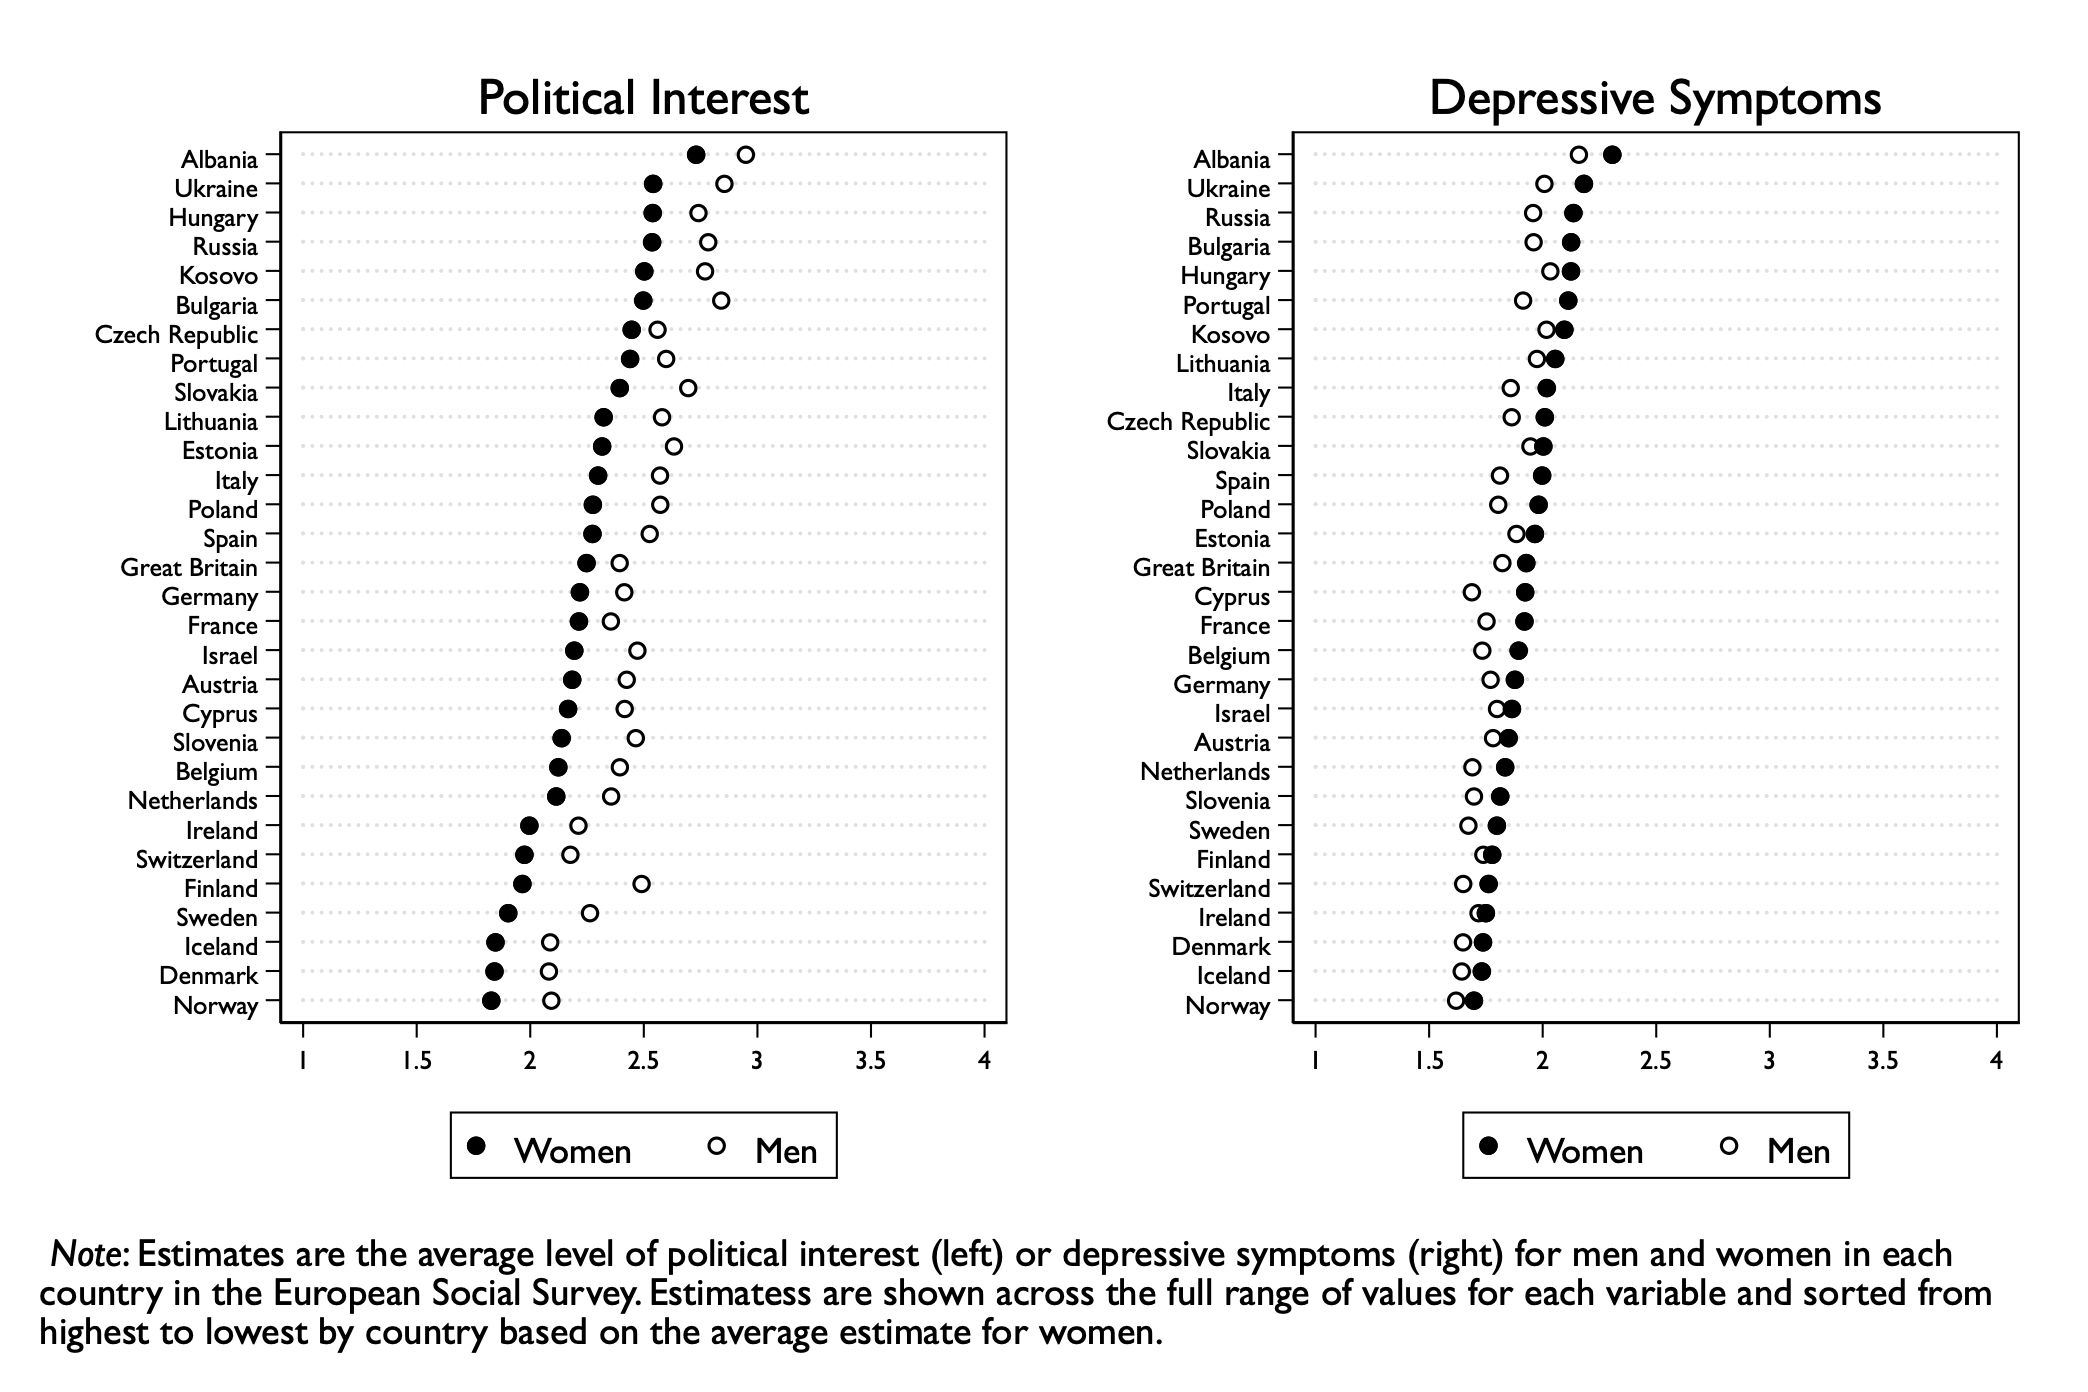 Political Interest
Albania
Ukraine
Hungary
Russia
Kosovo
Bulgaria
Czech Republic
Portugal
Slovakia
Lithuania
Estonia
Italy
Poland
Spain
Great Britain
Germany
France
Israel
Austria
Cyprus
Slovenia
Belgium
Netherlands
Ireland
Switzerland
Finland
Sweden
Iceland
Denmark
Norway
1 1.5 2 2.5 3 3.5 4
Women Men
Depressive Symptoms
Albania
Ukraine
Russia
Bulgaria
Hungary
Portugal
Kosovo
Lithuania
Italy
Czech Republic
Slovakia
Spain
Poland
Estonia
Great Britain
Cyprus
France
Belgium
Germany
Israel
Austria
Netherlands
Slovenia
Sweden
Finland
Switzerland
Ireland
Denmark
Iceland
Norway
1 1.5 2 2.5 3 3.5 4
Women Men
Note: Estimates are the average level of political interest (left) or depressive symptoms (right) for men and women in each
country in the European Social Survey. Estimatess are shown across the full range of values for each variable and sorted from
highest to lowest by country based on the average estimate for women.